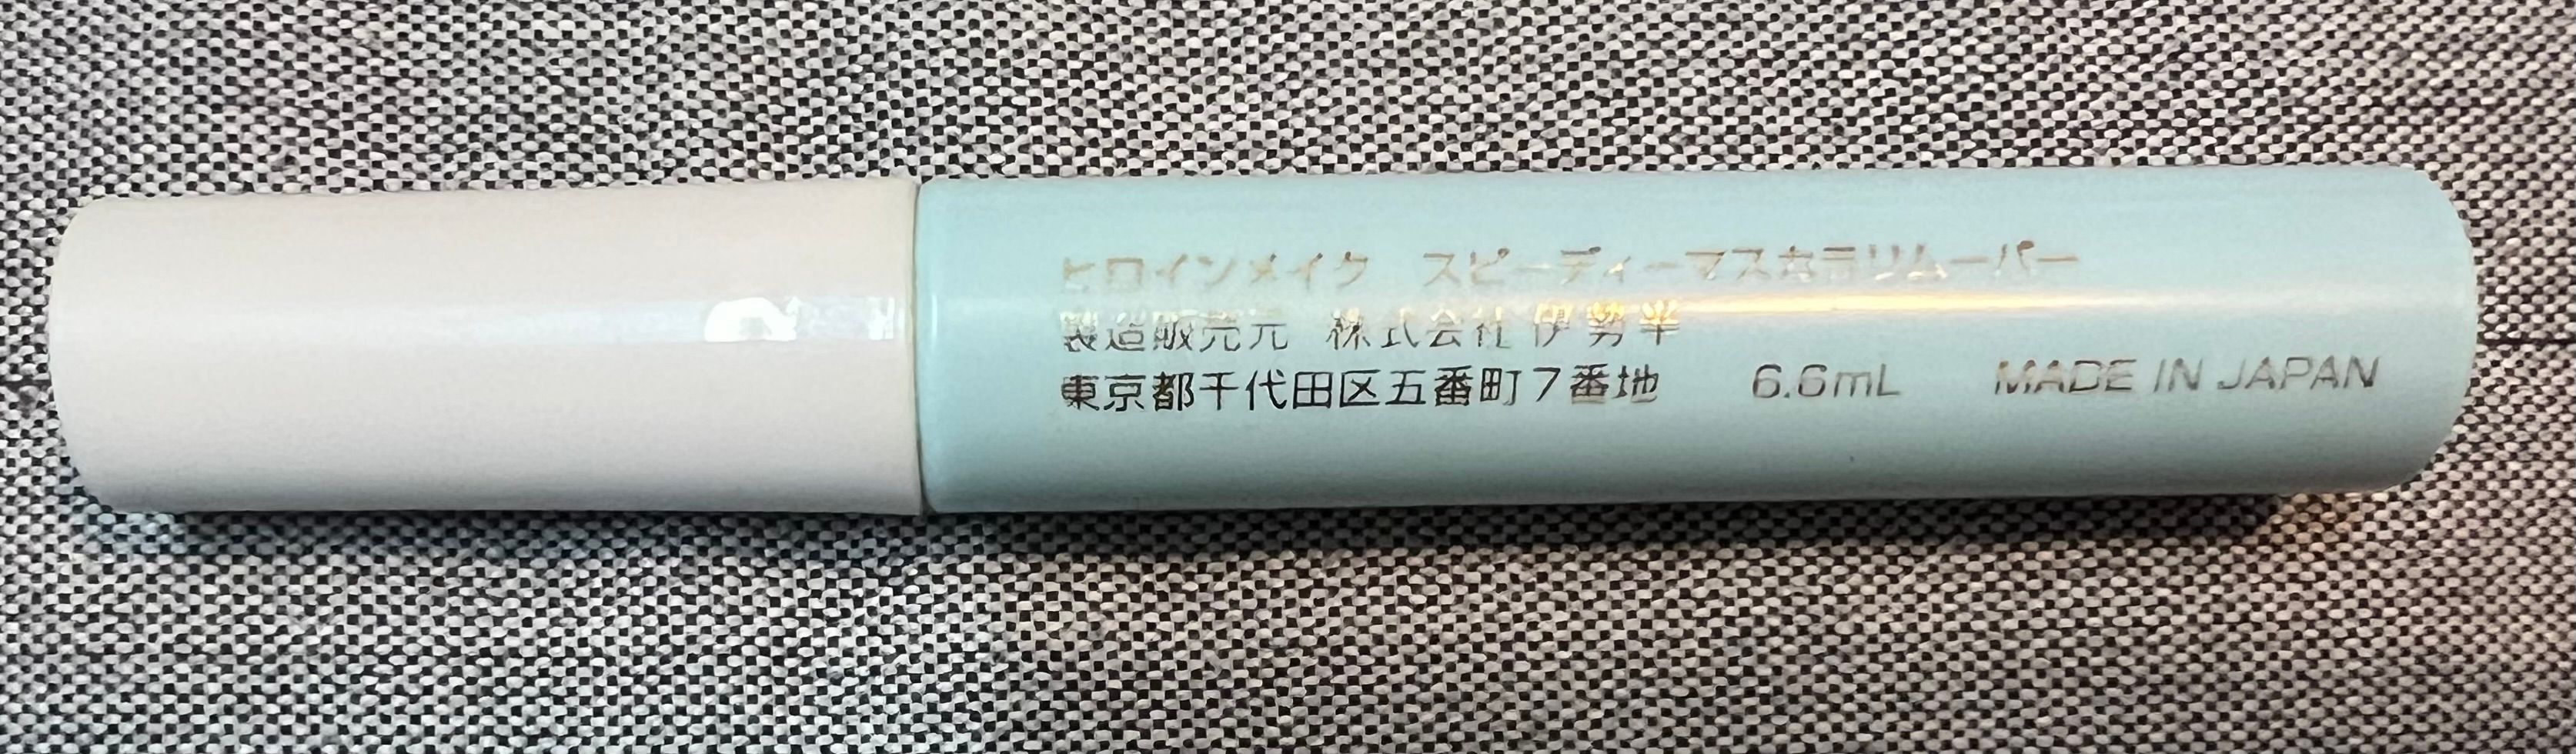 ヒロインメイク スピーディーマスカラリムーバー
製造販売元 株式会社 伊勢半
東京都千代田区五番町7番地 6.6mL MADE IN JAPAN